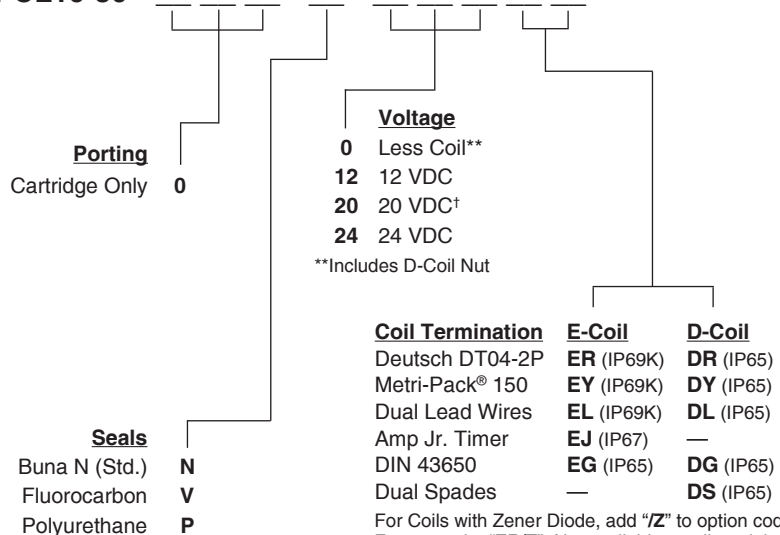 Voltage
Porting
0 Less Coil**
Cartridge Only 0
12 12 VDC
20 20 VDC†
24 24 VDC
**Includes D-Coil Nut
Coil Termination E-Coil D-Coil
Deutsch DT04-2P ER (IP69K) DR (IP65)
Metri-Pack® 150 EY (IP69K) DY (IP65)
Dual Lead Wires EL (IP69K) DL (IP65)
Amp Jr. Timer EJ (IP67) —
DIN 43650 EG (IP65) DG (IP65)
Dual Spades — DS (IP65)
Seals
Buna N (Std.) N
Fluorocarbon V
Polyurethane P
For Coils with Zener Diode, add "/Z" to option